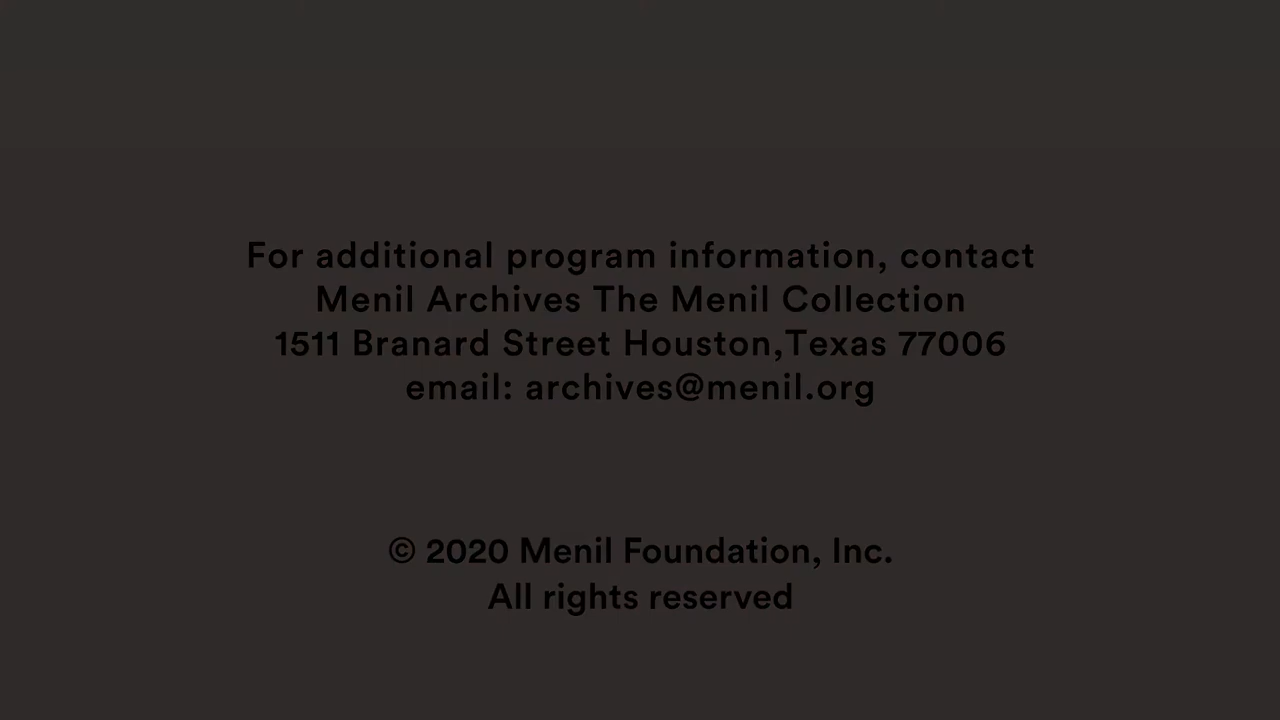 For additional program information, contact
Menil Archives The Menil Collection
1511 Branard Street Houston,Texas 77006
email: archives@menil.org
© 2020 Menil Foundation, Inc.
All rights reserved